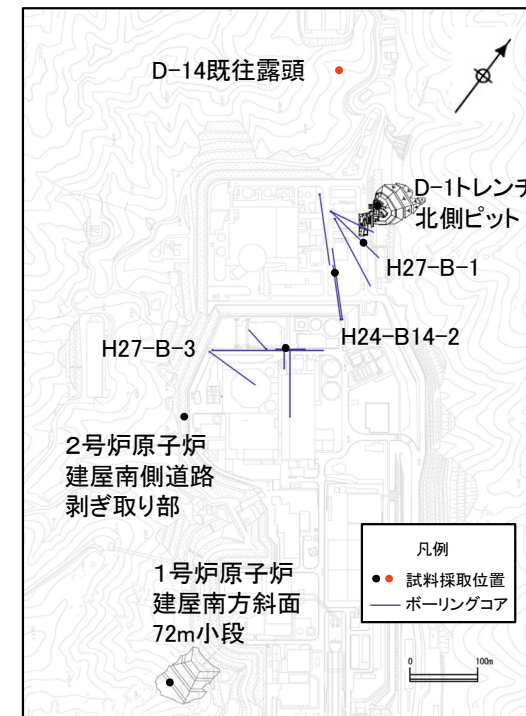 D-14既往露頭
D-1トレンチ
北側ピット
H27-B-1
H24-B14-2
H27-B-3
2号炉原子炉
建屋南側道路
剥ぎ取り部
1号炉原子炉
建屋南方斜面
72m小段
凡例
試料採取位置
ボーリングコア
0 100m